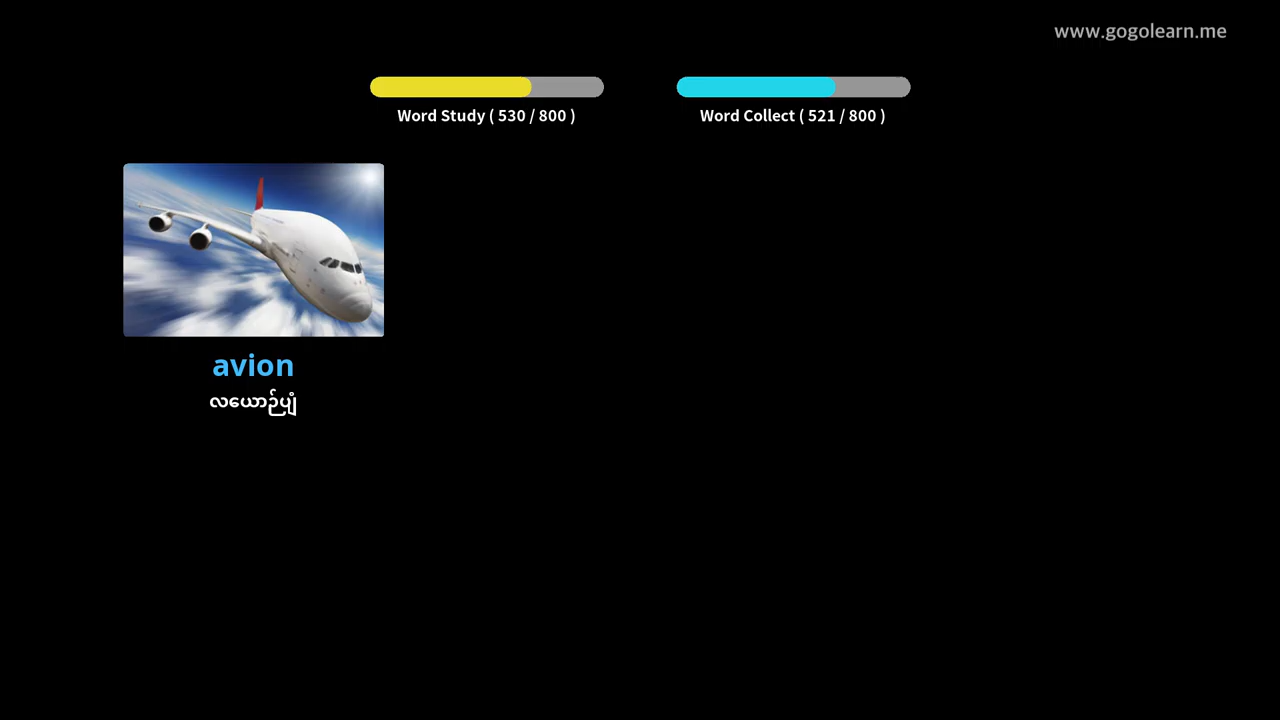 www.gogolearn.me
Word Study ( 530 / 800 )
Word Collect ( 521 / 800 )
avion
လယောဉ်ပျံ